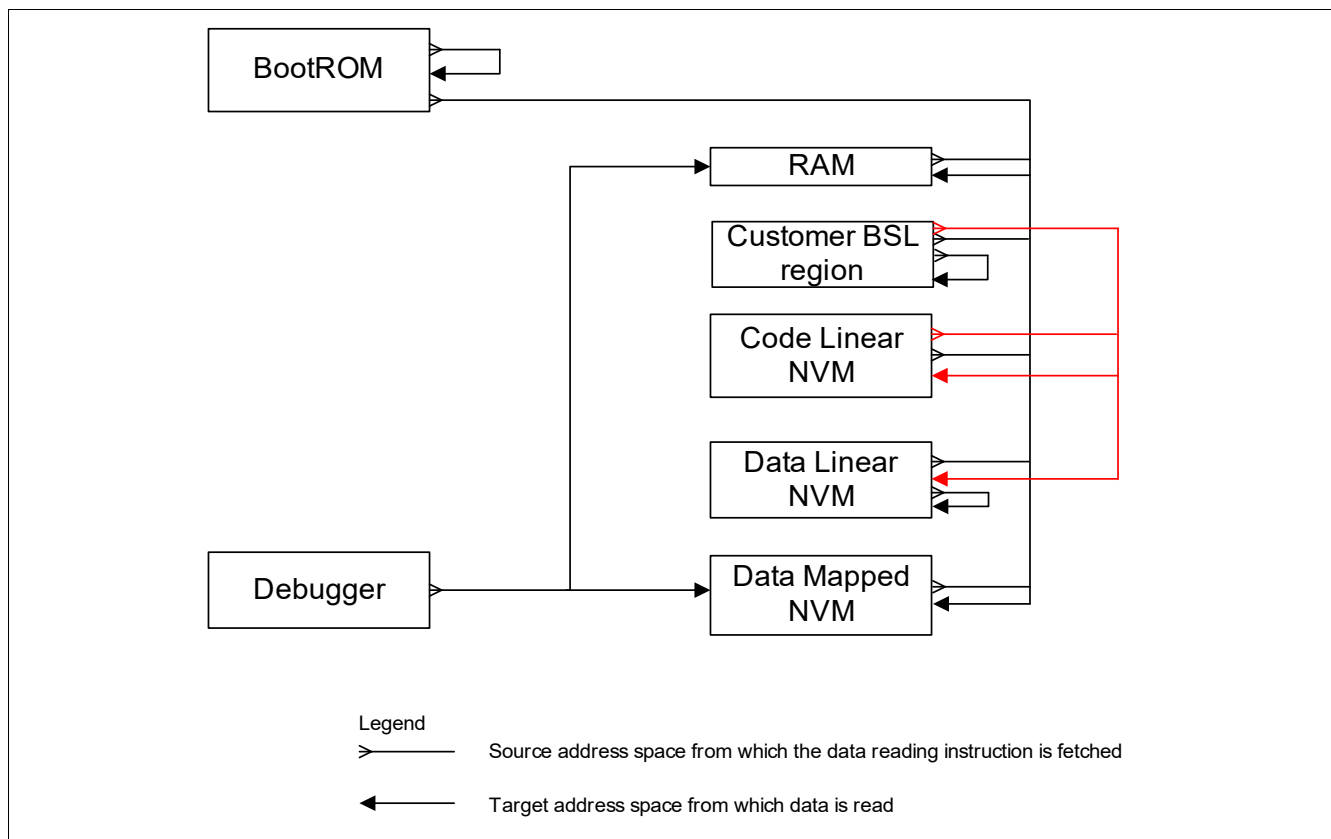 BootROM
RAM
Customer BSL
region
Code Linear
NVM
Data Linear
NVM
Debugger
Data Mapped
NVM
Legend
Source address space from which the data reading instruction is fetched
Target address space from which data is read